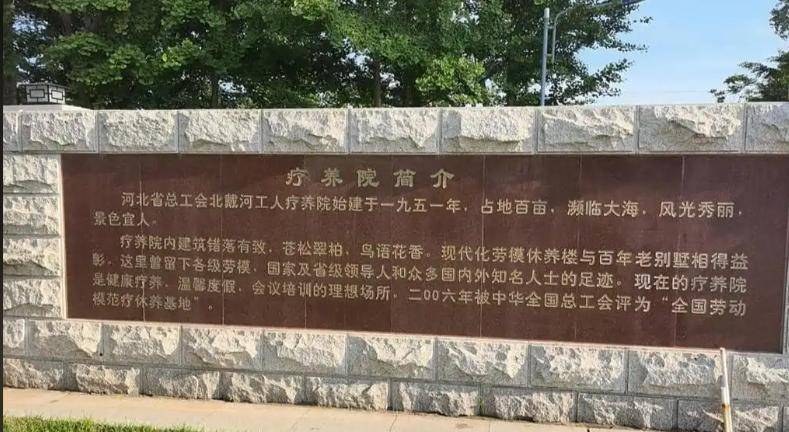 疗养院简介
河北省总工会北戴河工人疗养院始建于一九五一年，占地百亩，濒临大海，风光秀丽，
景色宜人。
疗养院内建筑错落有致，苍松翠柏，鸟语花香。现代化劳模休养楼与百年老别墅相得益
彰，这里曾留下各级劳模、国家及省级领导人和众多国内外知名人士的足迹。现在的疗养院
是健康疗养、温馨度假、会议培训的理想场所。二00六年被中华全国总工会评为“全国劳动
模范疗休养基地”。